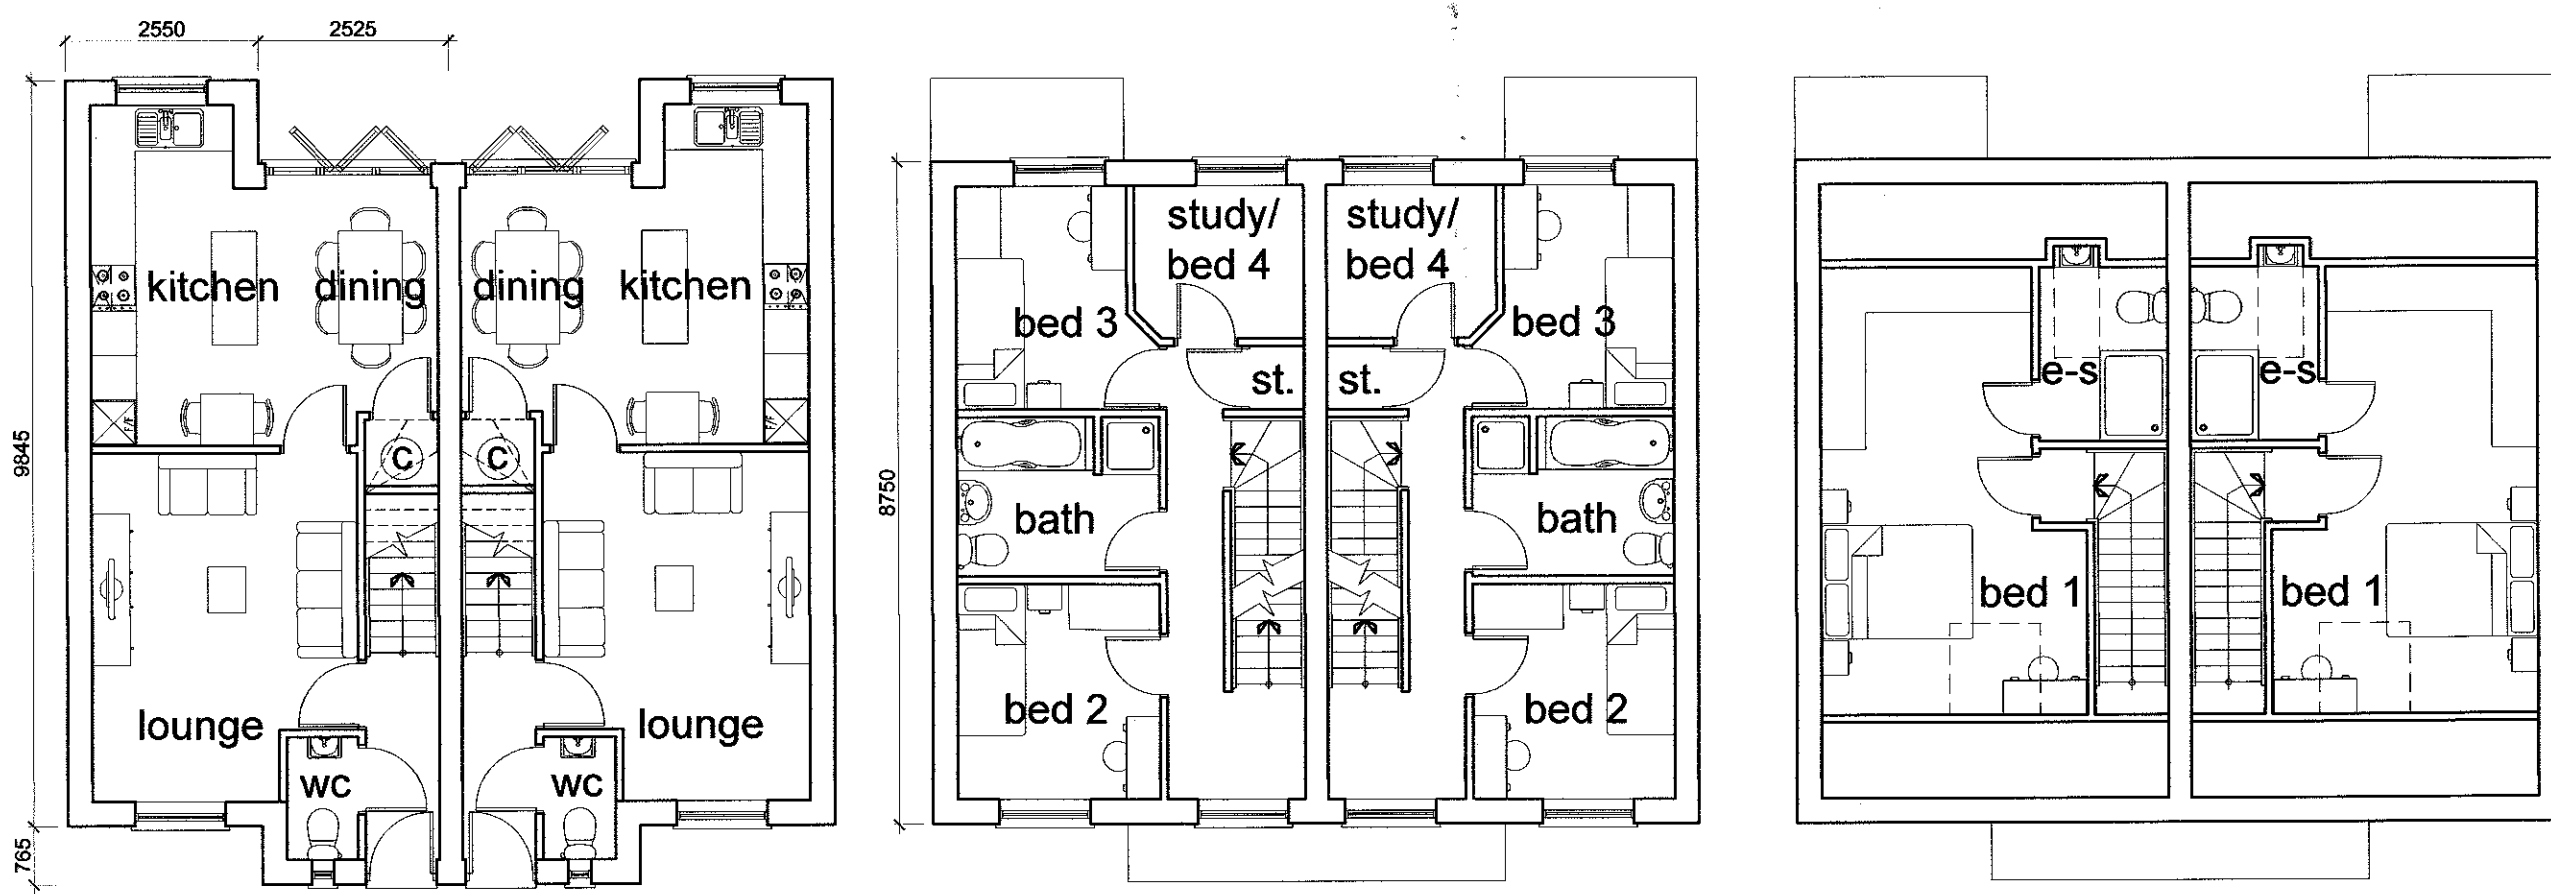 2550
2525
9845
765
kitchen
dining
dining
kitchen
F/F
F/F
C
C
lounge
lounge
wc
wc
8750
study/
bed 4
study/
bed 4
bed 3
bed 3
st.
st.
bath
bath
bed 2
bed 2
e-s
e-s
bed 1
bed 1